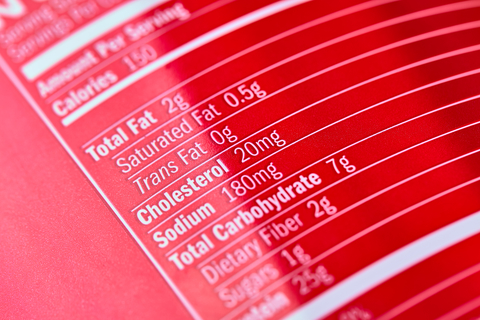 Amount Per Serving
Calories 150
Total Fat 2g
Saturated Fat 0.5g
Trans Fat 0g
Cholesterol 20mg
Sodium 180mg
Total Carbohydrate 7g
Dietary Fiber 2g
Sugars 1g
25g